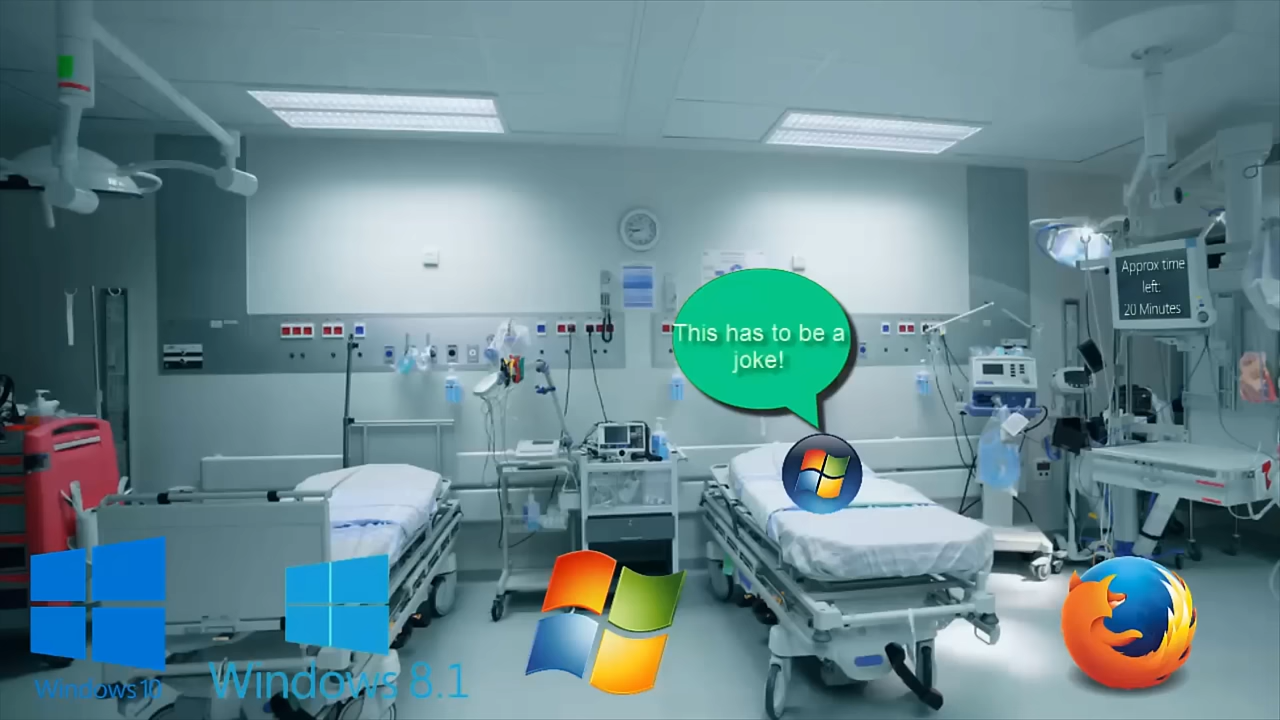 Approx time
left:
20 Minutes
This has to be a
joke!
Windows 10
Windows 8.1